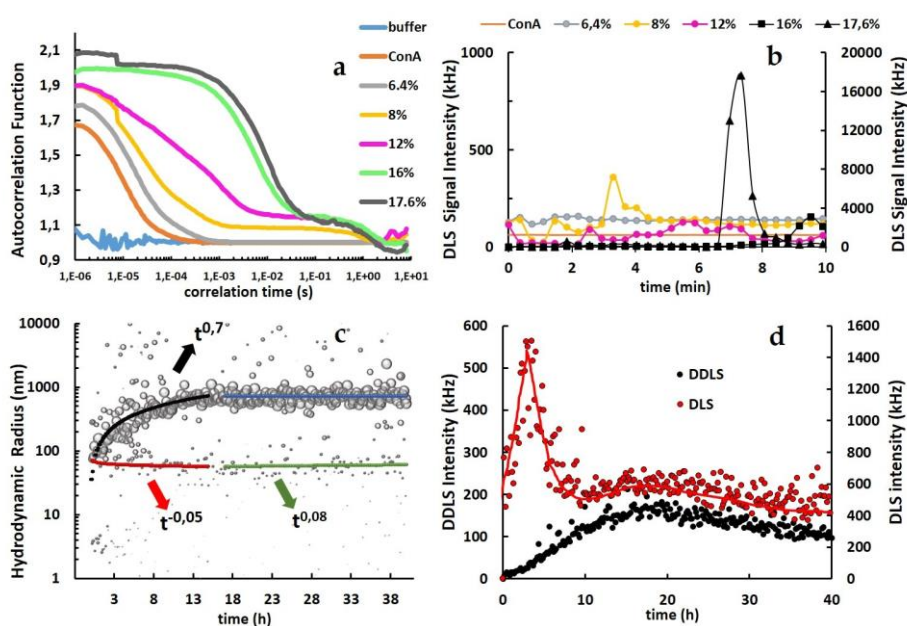 a
Autocorrelation Function
2,1
1,9
1,7
1,5
1,3
1,1
0,9
1,E-06 1,E-05 1,E-04 1,E-03 1,E-02 1,E-01 1,E+00 1,E+01
correlation time (s)
buffer
ConA
6.4%
8%
12%
16%
17.6%
ConA 6,4% 8% 12% 16% 17,6%
b
DLS Signal Intensity (kHz)
1000
750
500
250
0
0 2 4 6 8 10
time (min)
20000
16000
12000
8000
4000
0
DLS Signal Intensity (kHz)
c
Hydrodynamic Radius (nm)
10000
1000
100
10
1
t0,7
t-0,05
t0,08
3 8 13 18 23 28 33 38
time (h)
d
DDLS Intensity (kHz)
600
500
400
300
200
100
0
DDLS
DLS
0 10 20 30 40
time (h)
1600
1400
1200
1000
800
600
400
200
0
DLS intensity (kHz)